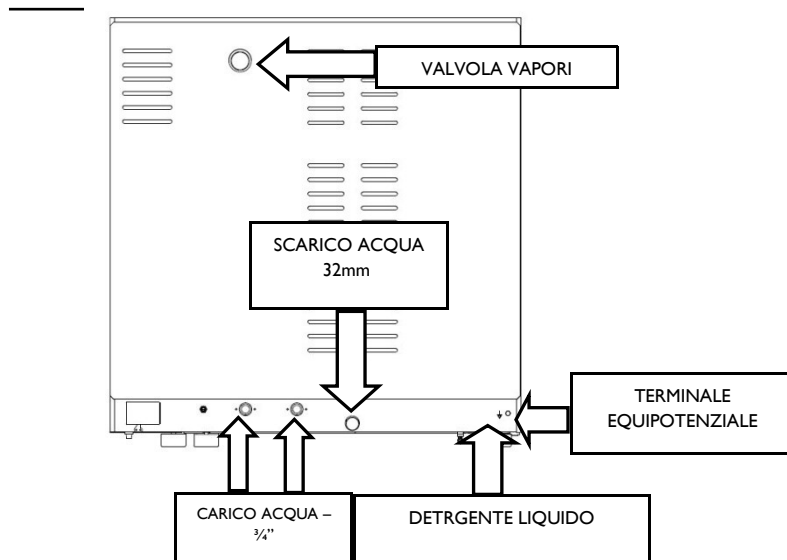 VALVOLA VAPORI
SCARICO ACQUA
32mm
TERMINALE
EQUIPOTENZIALE
CARICO ACQUA –
¾”
DETRGENTE LIQUIDO